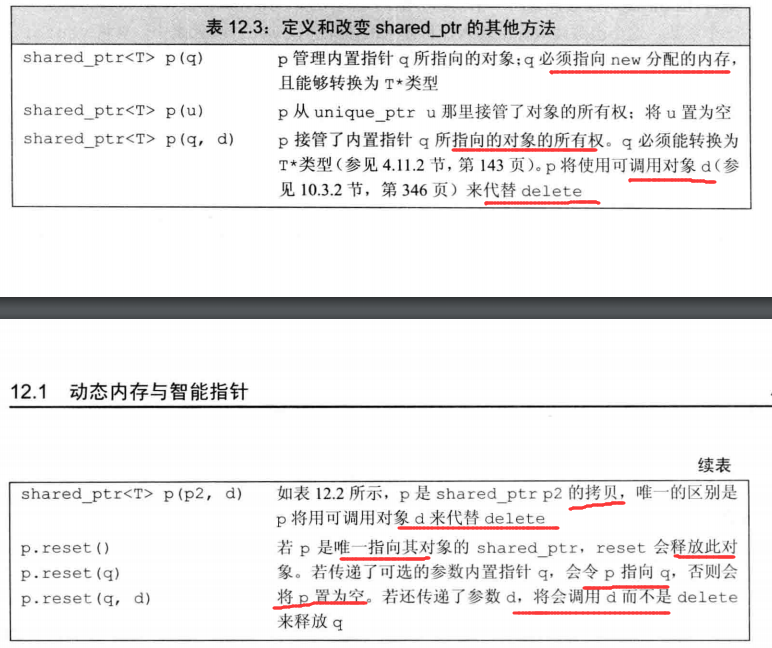 表 12.3：定义和改变 shared_ptr 的其他方法
shared_ptr<T> p(q) p 管理内置指针 q 所指向的对象；q 必须指向 new 分配的内存，
且能够转换为 T*类型
shared_ptr<T> p(u) p 从 unique_ptr u 那里接管了对象的所有权；将 u 置为空
shared_ptr<T> p(q, d) p 接管了内置指针 q 所指向的对象的所有权。q 必须能转换为
T*类型（参见 4.11.2 节，第 143 页）。p 将使用可调用对象 d（参
见 10.3.2 节，第 346 页）来代替 delete
12.1 动态内存与智能指针
续表
shared_ptr<T> p(p2, d) 如表 12.2 所示，p 是 shared_ptr p2 的拷贝，唯一的区别是
p 将用可调用对象 d 来代替 delete
p.reset() 若 p 是唯一指向其对象的 shared_ptr，reset 会释放此对
p.reset(q) 象。若传递了可选的参数内置指针 q，会令 p 指向 q，否则会
p.reset(q, d) 将 p 置为空。若还传递了参数 d，将会调用 d 而不是 delete
来释放 q